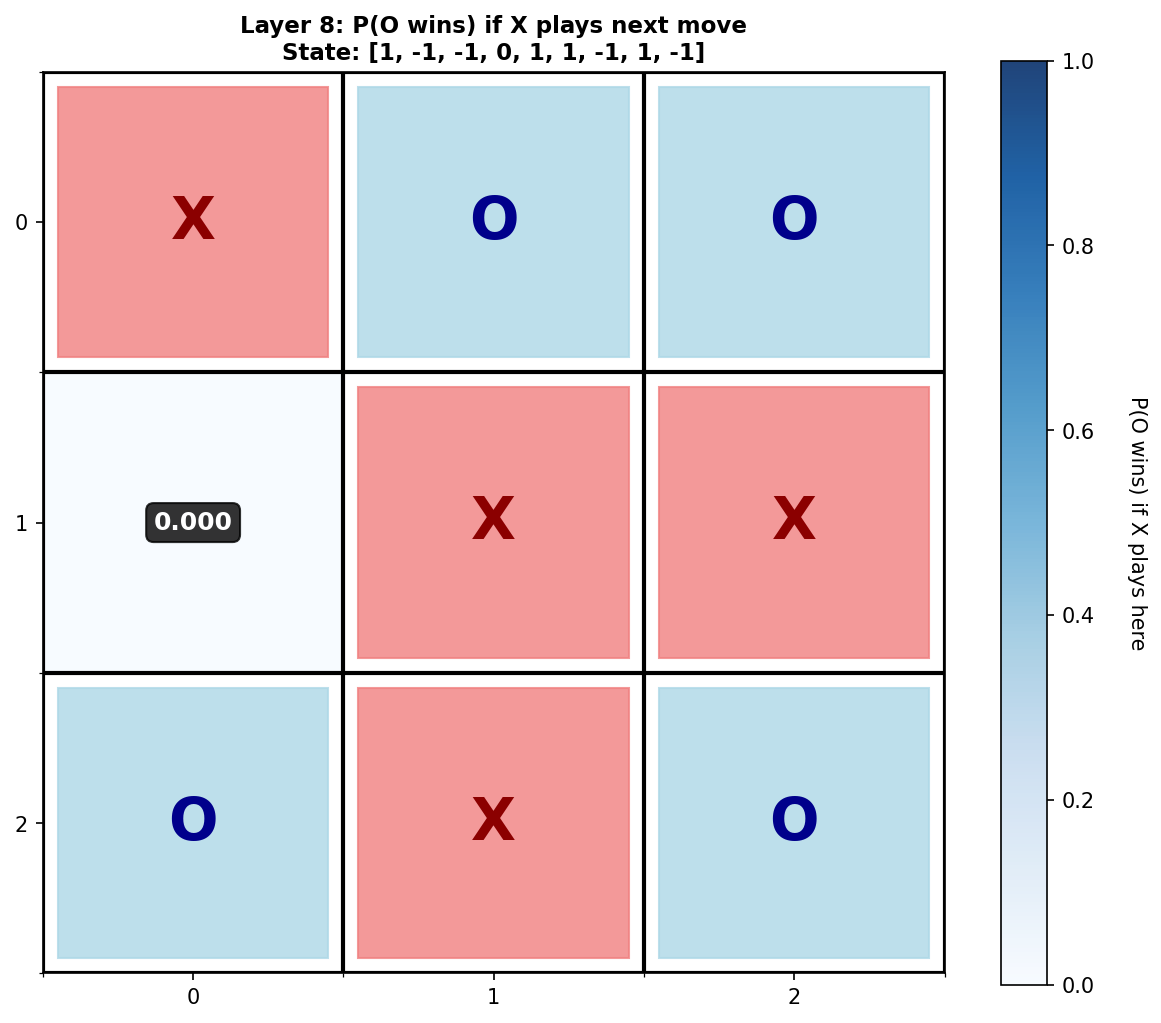 Layer 8: P(O wins) if X plays next move
State: [1, -1, -1, 0, 1, 1, -1, 1, -1]
X
O
O
0
0.000
X
X
1
O
X
O
2
0
1
2
1.0
0.8
0.6
0.4
0.2
0.0
P(O wins) if X plays here